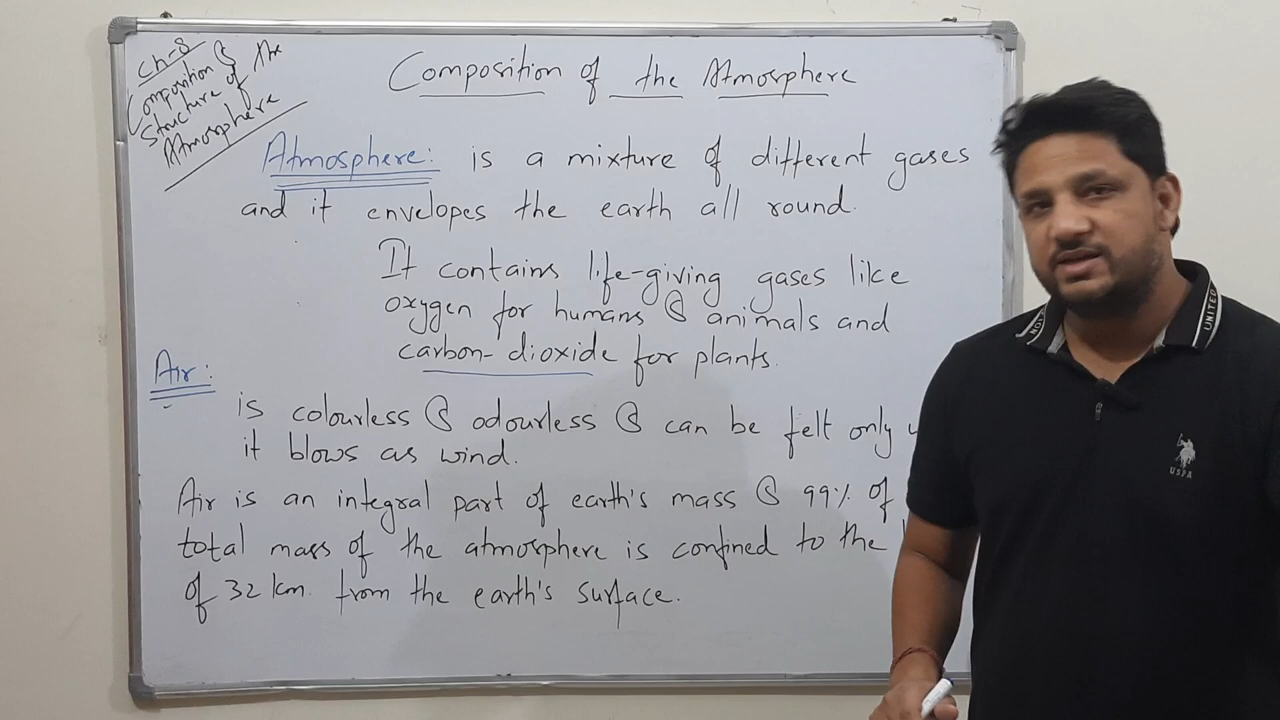 Ch-8
Composition &
Structure of the
Atmosphere
Composition of the Atmosphere
Atmosphere: is a mixture of different gases
and it envelopes the earth all round.
It contains life-giving gases like
oxygen for humans & animals and
carbon-dioxide for plants.
Air:
is colourless & odourless & can be felt only
it blows as wind.
Air is an integral part of earth's mass & 99% of
total mass of the atmosphere is confined to the
of 32 km. from the earth's surface.
UNITED
USPA